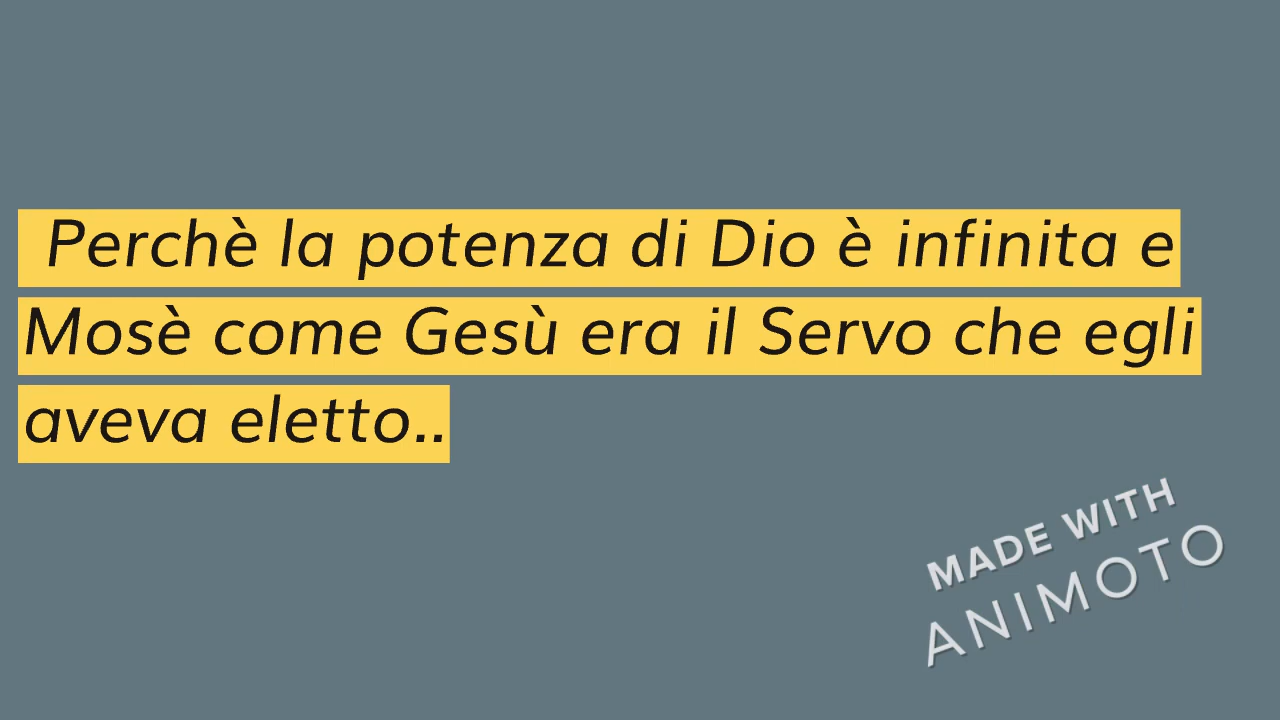 Perchè la potenza di Dio è infinita e
Mosè come Gesù era il Servo che egli
aveva eletto..
MADE WITH
ANIMOTO